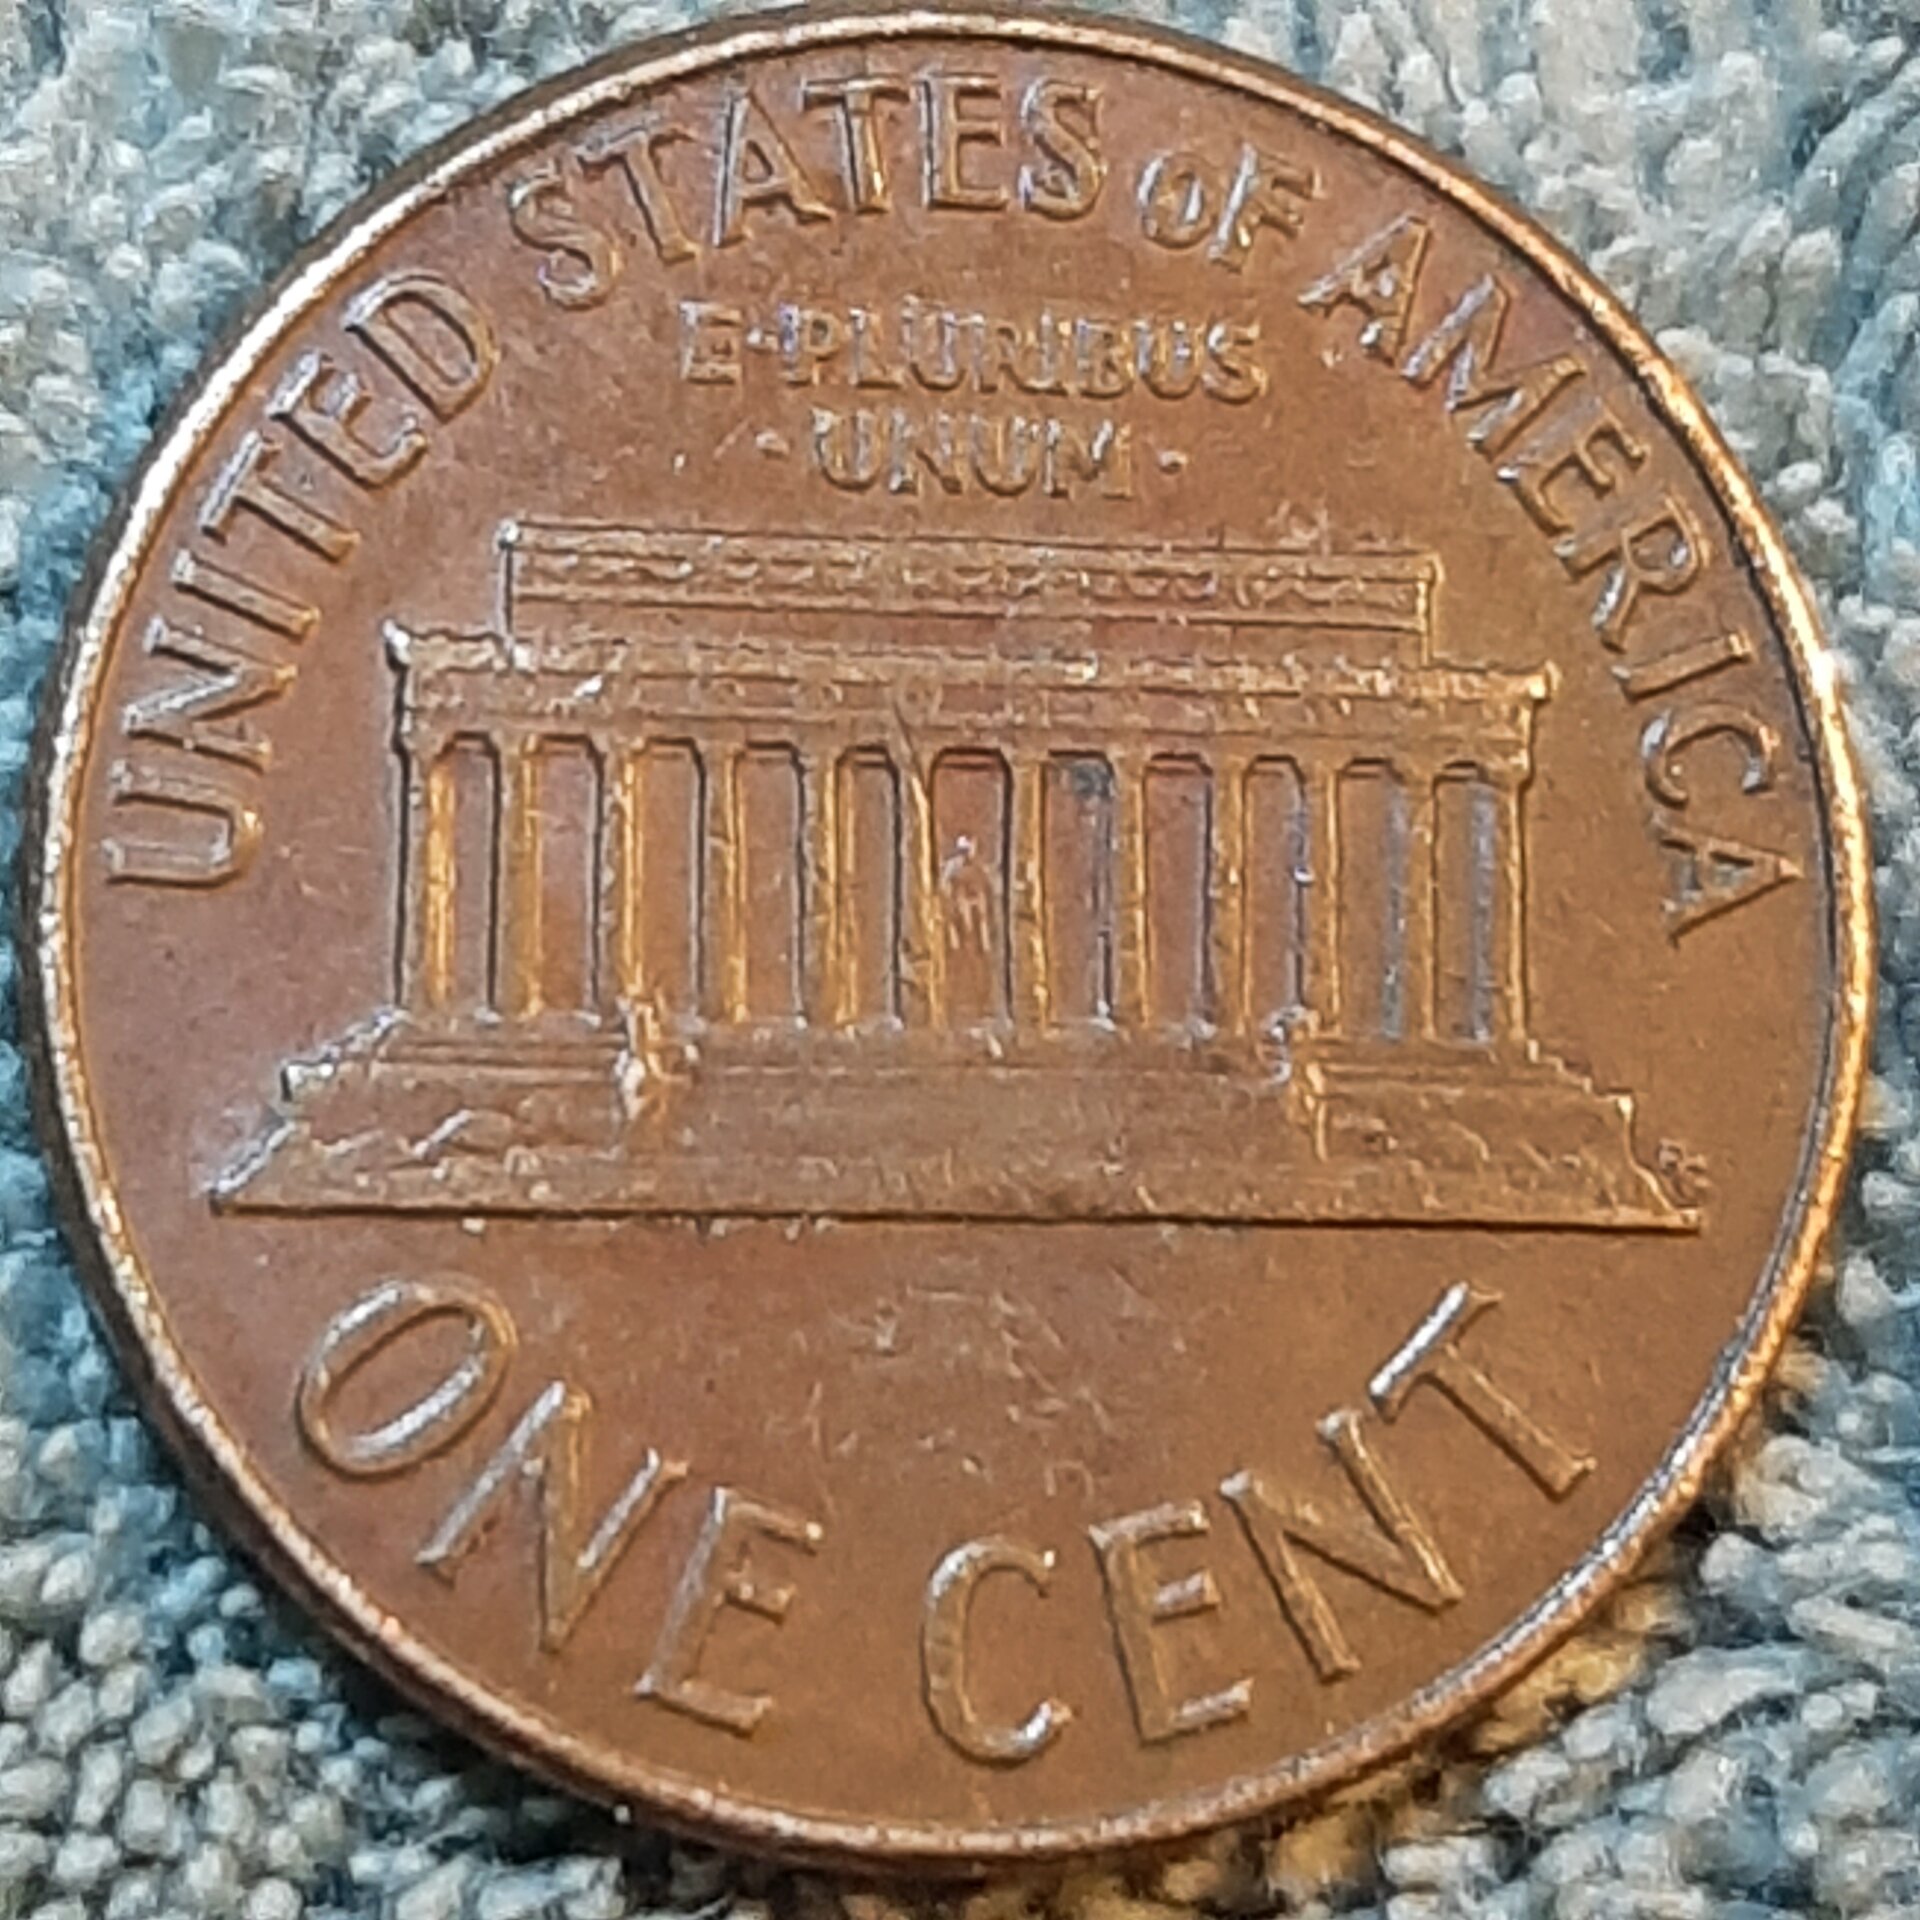 UNITED STATES OF AMERICA
E·PLURIBUS
·UNUM·
ONE CENT